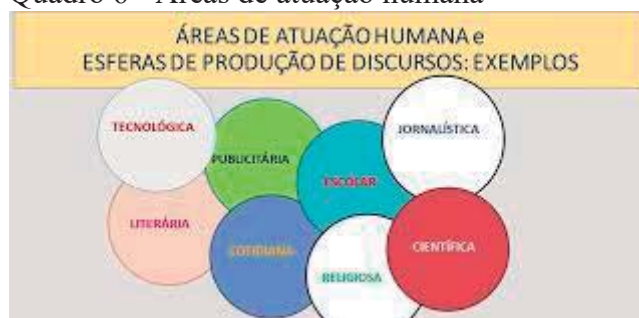 Quadro 6 - Áreas de atuação humana
ÁREAS DE ATUAÇÃO HUMANA e
ESFERAS DE PRODUÇÃO DE DISCURSOS: EXEMPLOS
TECNOLÓGICA
PUBLICITÁRIA
JORNALÍSTICA
ESCOLAR
LITERÁRIA
COTIDIANA
CIENTÍFICA
RELIGIOSA